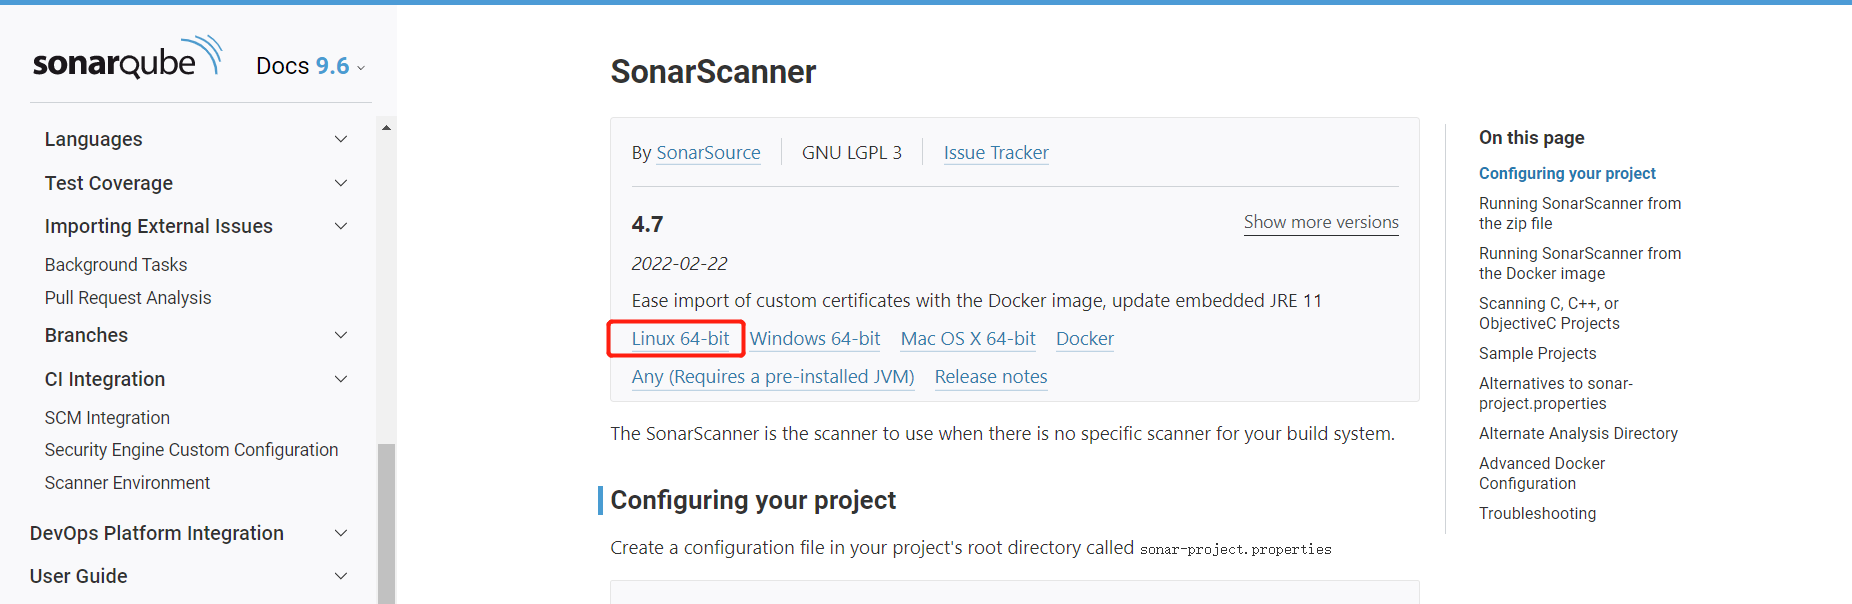 sonarqube
Docs 9.6
Languages
Test Coverage
Importing External Issues
Background Tasks
Pull Request Analysis
Branches
CI Integration
SCM Integration
Security Engine Custom Configuration
Scanner Environment
DevOps Platform Integration
User Guide
SonarScanner
By SonarSource GNU LGPL 3 Issue Tracker
4.7 Show more versions
2022-02-22
Ease import of custom certificates with the Docker image, update embedded JRE 11
Linux 64-bit Windows 64-bit Mac OS X 64-bit Docker
Any (Requires a pre-installed JVM) Release notes
The SonarScanner is the scanner to use when there is no specific scanner for your build system.
Configuring your project
Create a configuration file in your project's root directory called sonar-project.properties
On this page
Configuring your project
Running SonarScanner from
the zip file
Running SonarScanner from
the Docker image
Scanning C, C++, or
ObjectiveC Projects
Sample Projects
Alternatives to sonar-
project.properties
Alternate Analysis Directory
Advanced Docker
Configuration
Troubleshooting